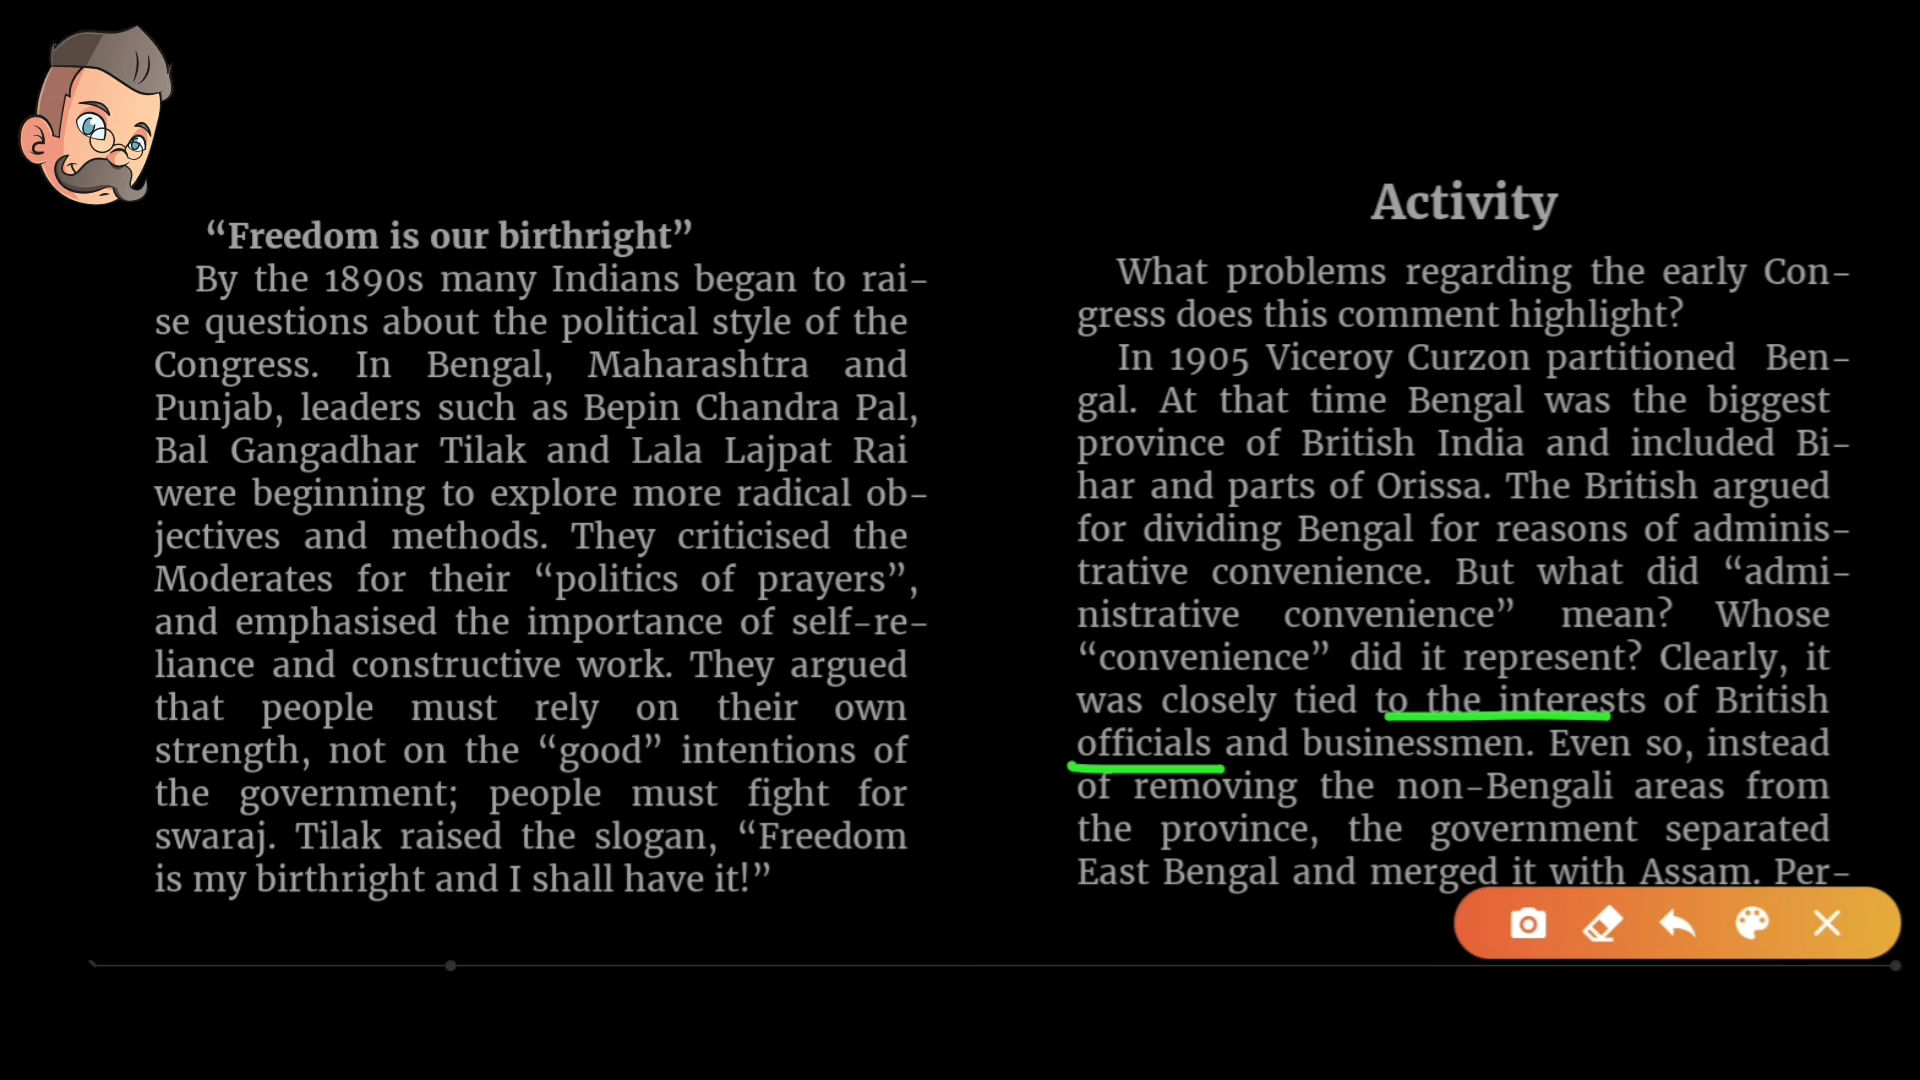 “Freedom is our birthright”
By the 1890s many Indians began to rai-
se questions about the political style of the
Congress. In Bengal, Maharashtra and
Punjab, leaders such as Bepin Chandra Pal,
Bal Gangadhar Tilak and Lala Lajpat Rai
were beginning to explore more radical ob-
jectives and methods. They criticised the
Moderates for their “politics of prayers”,
and emphasised the importance of self-re-
liance and constructive work. They argued
that people must rely on their own
strength, not on the “good” intentions of
the government; people must fight for
swaraj. Tilak raised the slogan, “Freedom
is my birthright and I shall have it!”
Activity
What problems regarding the early Con-
gress does this comment highlight?
In 1905 Viceroy Curzon partitioned Ben-
gal. At that time Bengal was the biggest
province of British India and included Bi-
har and parts of Orissa. The British argued
for dividing Bengal for reasons of adminis-
trative convenience. But what did “admi-
nistrative convenience” mean? Whose
“convenience” did it represent? Clearly, it
was closely tied to the interests of British
officials and businessmen. Even so, instead
of removing the non-Bengali areas from
the province, the government separated
East Bengal and merged it with Assam. Per-